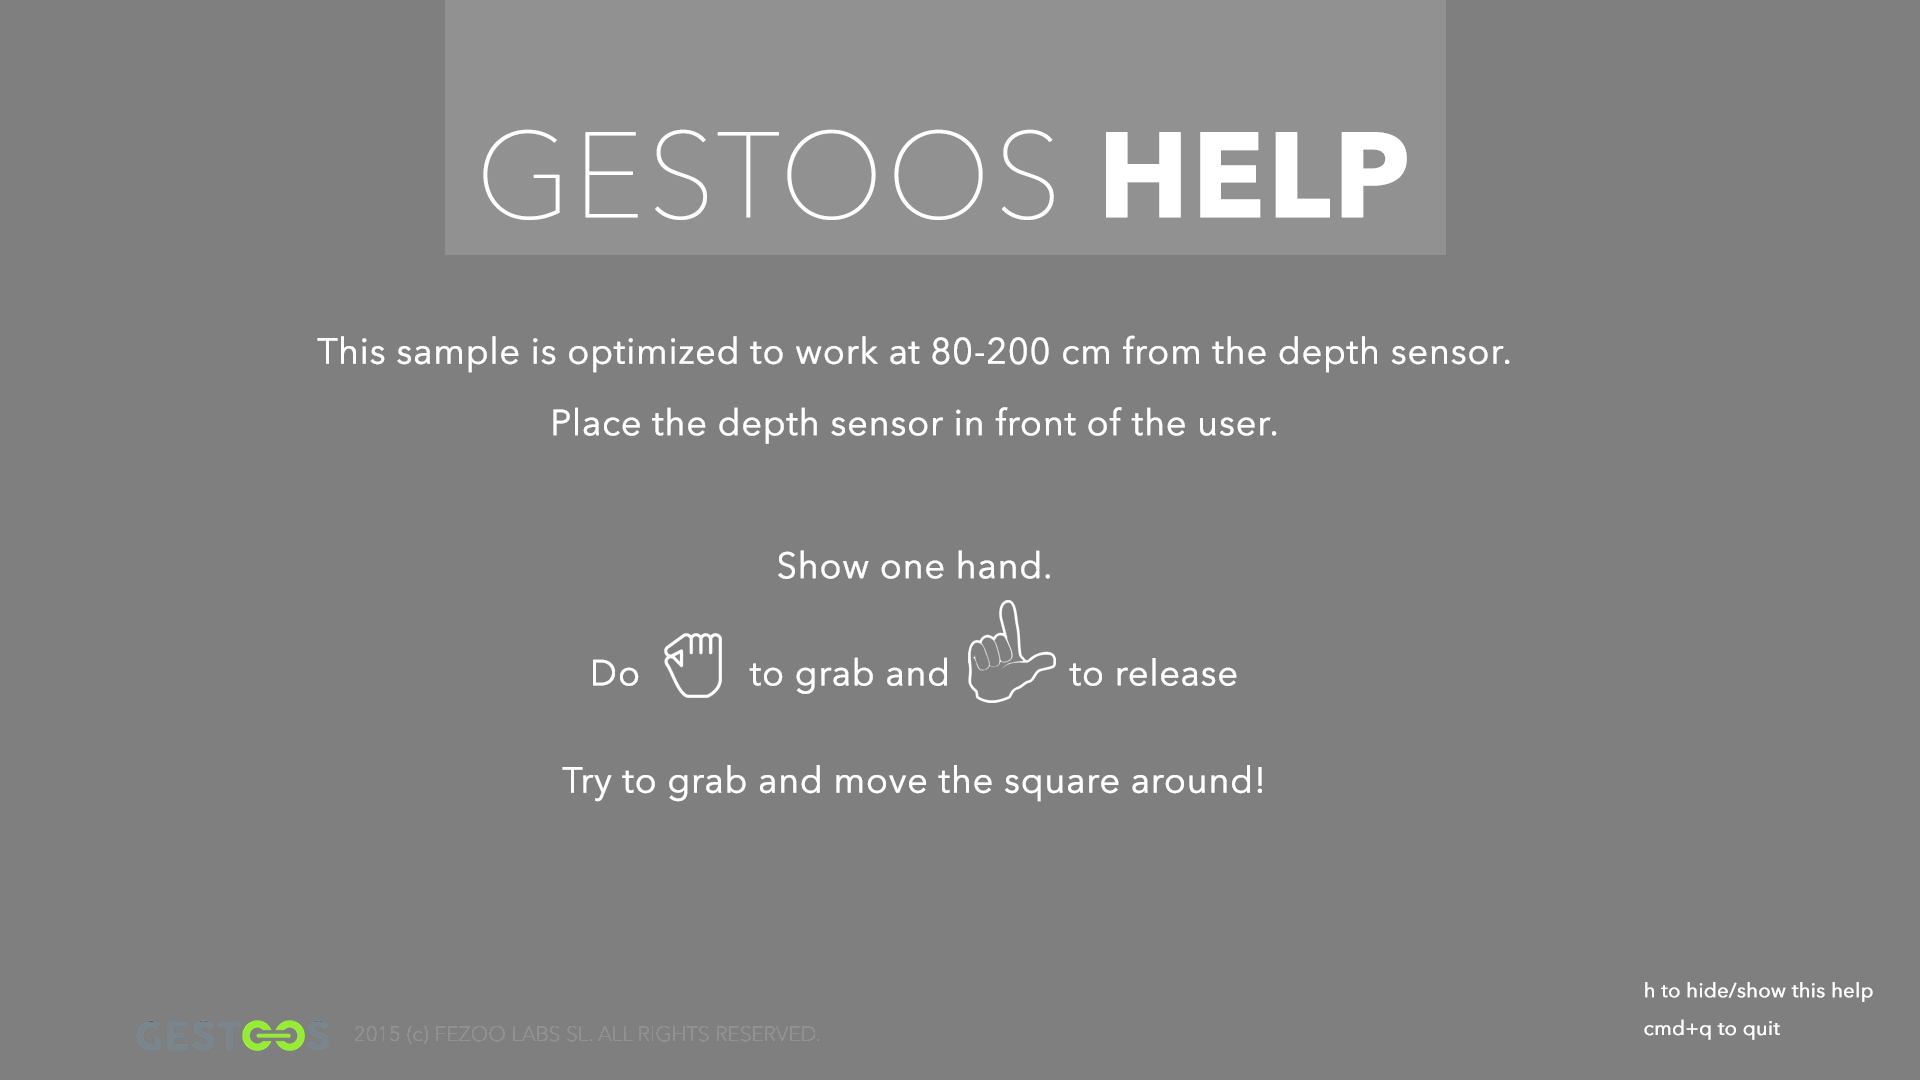 GESTOOS HELP
This sample is optimized to work at 80-200 cm from the depth sensor.
Place the depth sensor in front of the user.
Show one hand.
Do to grab and to release
Try to grab and move the square around!
h to hide/show this help
cmd+q to quit
GESTOOS 2015 (c) FEZOO LABS SL. ALL RIGHTS RESERVED.